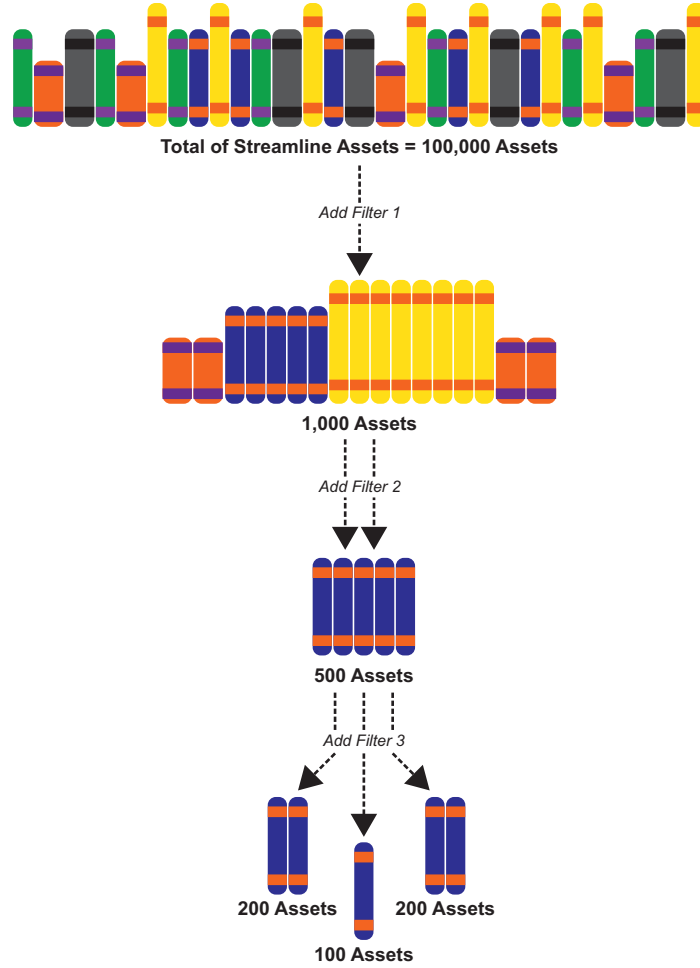 Total of Streamline Assets = 100,000 Assets
Add Filter 1
1,000 Assets
Add Filter 2
500 Assets
Add Filter 3
200 Assets
200 Assets
100 Assets